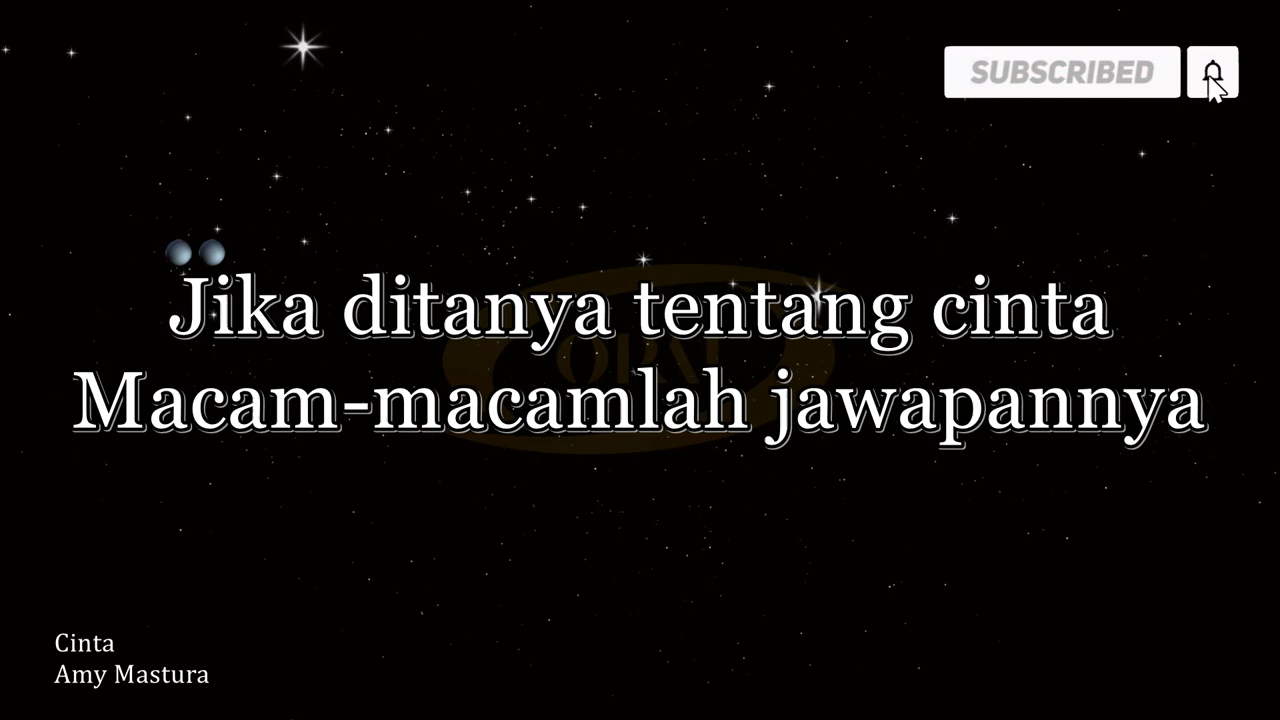 SUBSCRIBED
Jika ditanya tentang cinta
Macam-macamlah jawapannya
Cinta
Amy Mastura